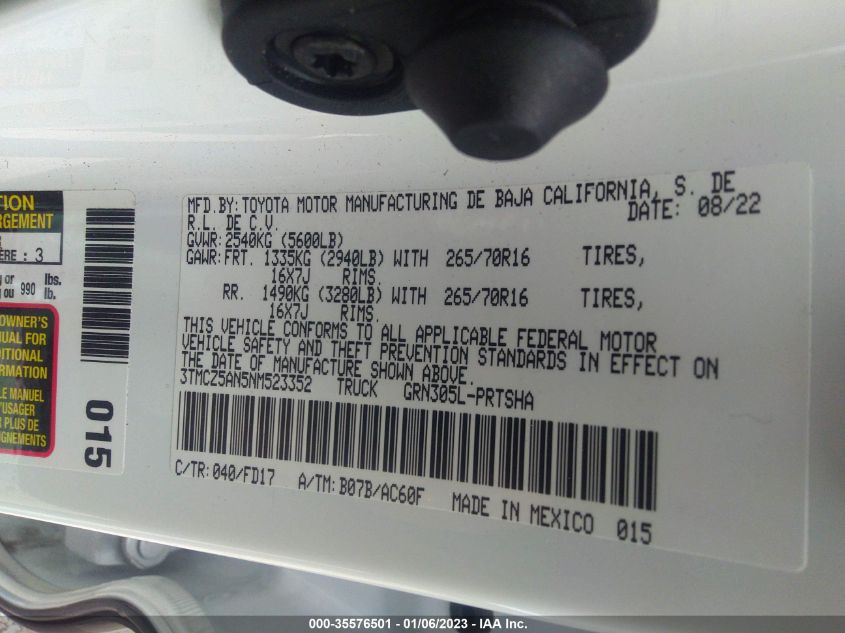 TION
RGEMENT
ÈRE : 3
g or 990 lbs.
g ou lb.
OWNER'S
NUAL FOR
DITIONAL
ORMATION
LE MANUEL
'USAGER
R PLUS DE
IGNEMENTS
015
MFD.BY:TOYOTA MOTOR MANUFACTURING DE BAJA CALIFORNIA, S. DE
R.L. DE C.V. DATE: 08/22
GVWR:2540KG (5600LB)
GAWR:FRT. 1335KG (2940LB) WITH 265/70R16 TIRES,
16X7J RIMS.
RR. 1490KG (3280LB) WITH 265/70R16 TIRES,
16X7J RIMS.
THIS VEHICLE CONFORMS TO ALL APPLICABLE FEDERAL MOTOR
VEHICLE SAFETY AND THEFT PREVENTION STANDARDS IN EFFECT ON
THE DATE OF MANUFACTURE SHOWN ABOVE.
3TMCZ5AN5NM523352 TRUCK GRN305L-PRTSHA
C/TR:040/FD17 A/TM:B07B/AC60F MADE IN MEXICO 015
000-35576501 - 01/06/2023 - IAA Inc.